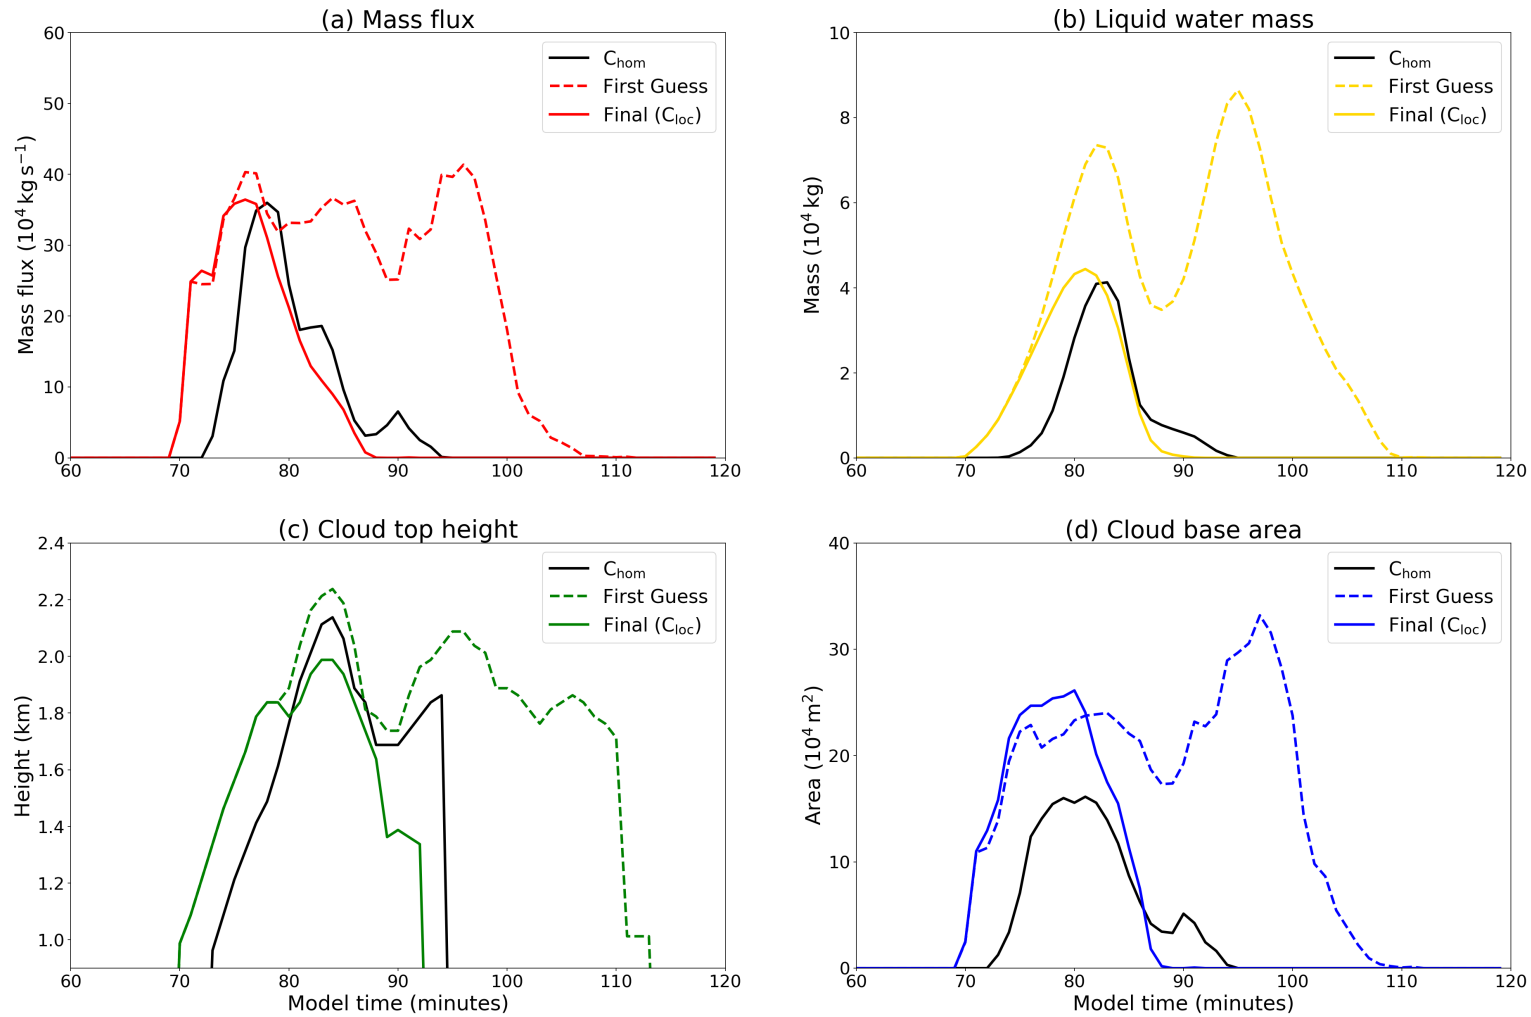 (a) Mass flux
60
50
40
30
20
10
0
Mass flux (10⁴ kg s⁻¹)
C_hom
First Guess
Final (C_loc)
60 70 80 90 100 110 120
(b) Liquid water mass
10
8
6
4
2
0
Mass (10⁴ kg)
C_hom
First Guess
Final (C_loc)
60 70 80 90 100 110 120
(c) Cloud top height
2.4
2.2
2.0
1.8
1.6
1.4
1.2
1.0
Height (km)
C_hom
First Guess
Final (C_loc)
60 70 80 90 100 110 120
Model time (minutes)
(d) Cloud base area
40
30
20
10
0
Area (10⁴ m²)
C_hom
First Guess
Final (C_loc)
60 70 80 90 100 110 120
Model time (minutes)